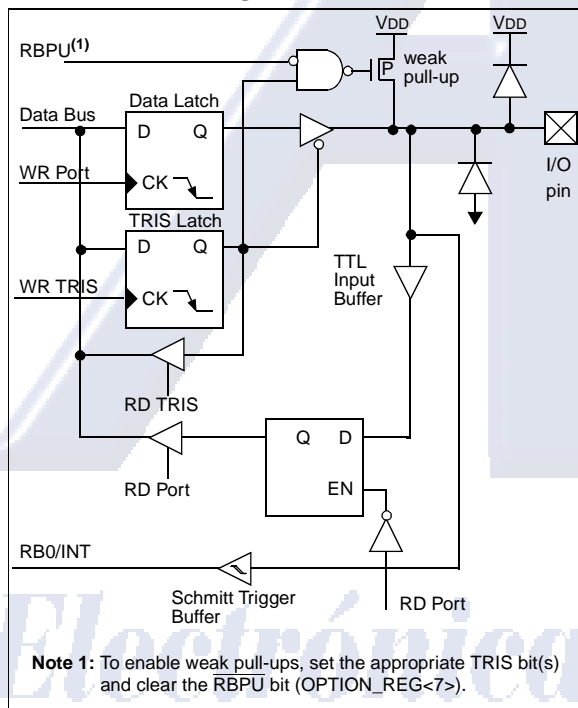 VDD
VDD
RBPU(1)
P
weak
pull-up
Data Latch
Data Bus
D Q
WR Port
CK
I/O
pin
TRIS Latch
D Q
TTL
Input
Buffer
WR TRIS
CK
RD TRIS
Q D
RD Port
EN
RB0/INT
Schmitt Trigger
Buffer
RD Port
Electrónica
Note 1: To enable weak pull-ups, set the appropriate TRIS bit(s)
and clear the RBPU bit (OPTION_REG<7>).